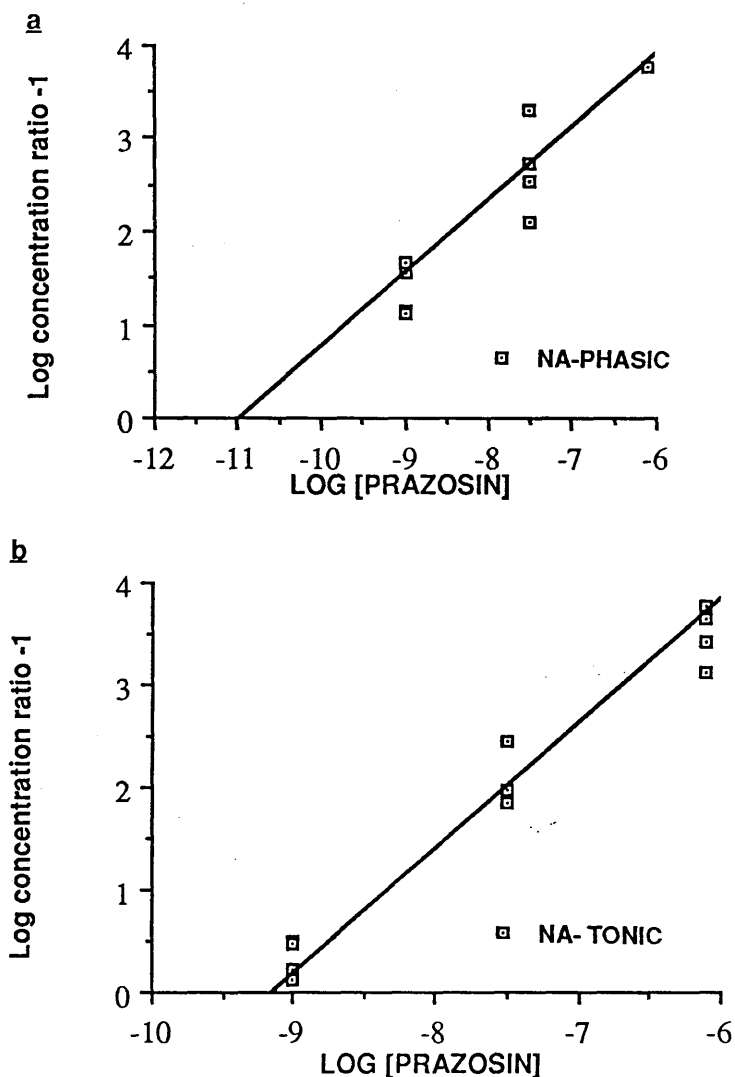 a
Log concentration ratio -1
4
3
2
1
0
NA-PHASIC
-12 -11 -10 -9 -8 -7 -6
LOG [PRAZOSIN]
b
Log concentration ratio -1
4
3
2
1
0
NA- TONIC
-10 -9 -8 -7 -6
LOG [PRAZOSIN]